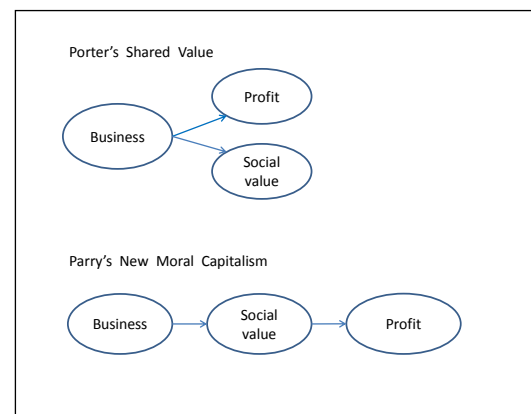 Porter's Shared Value
Profit
Business
Social
value
Parry's New Moral Capitalism
Business
Social
value
Profit